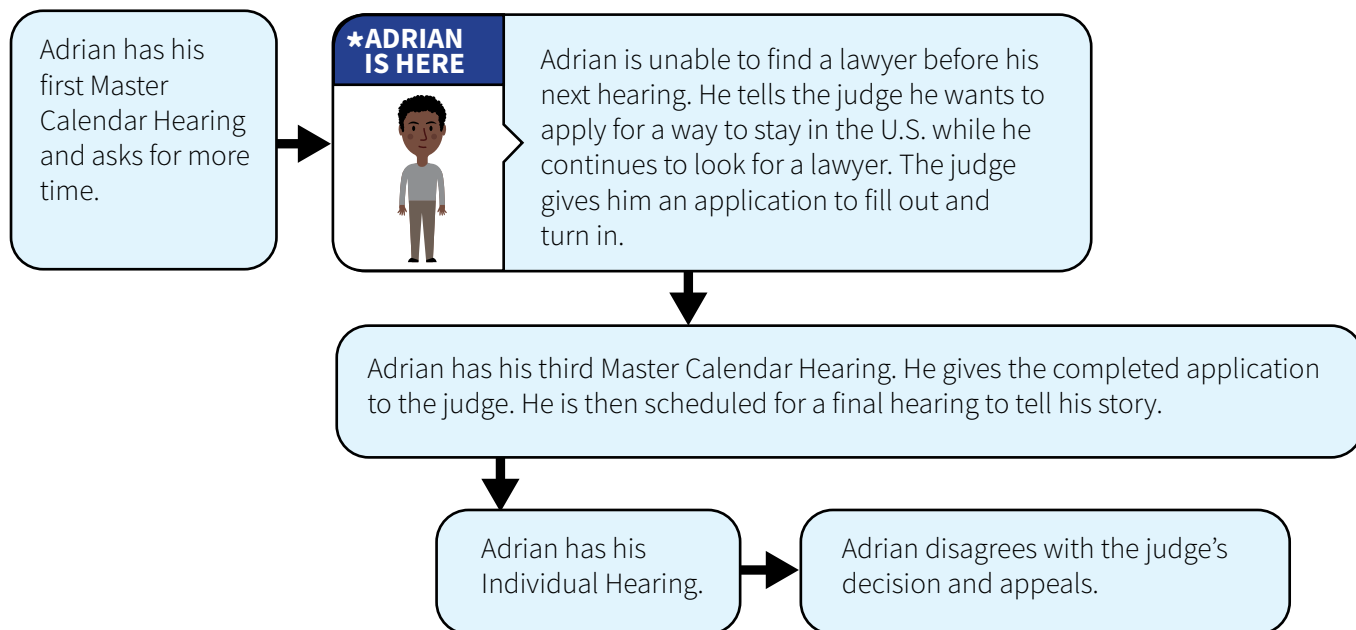 Adrian has his
first Master
Calendar Hearing
and asks for more
time.
*ADRIAN
IS HERE
Adrian is unable to find a lawyer before his
next hearing. He tells the judge he wants to
apply for a way to stay in the U.S. while he
continues to look for a lawyer. The judge
gives him an application to fill out and
turn in.
Adrian has his third Master Calendar Hearing. He gives the completed application
to the judge. He is then scheduled for a final hearing to tell his story.
Adrian has his
Individual Hearing.
Adrian disagrees with the judge’s
decision and appeals.